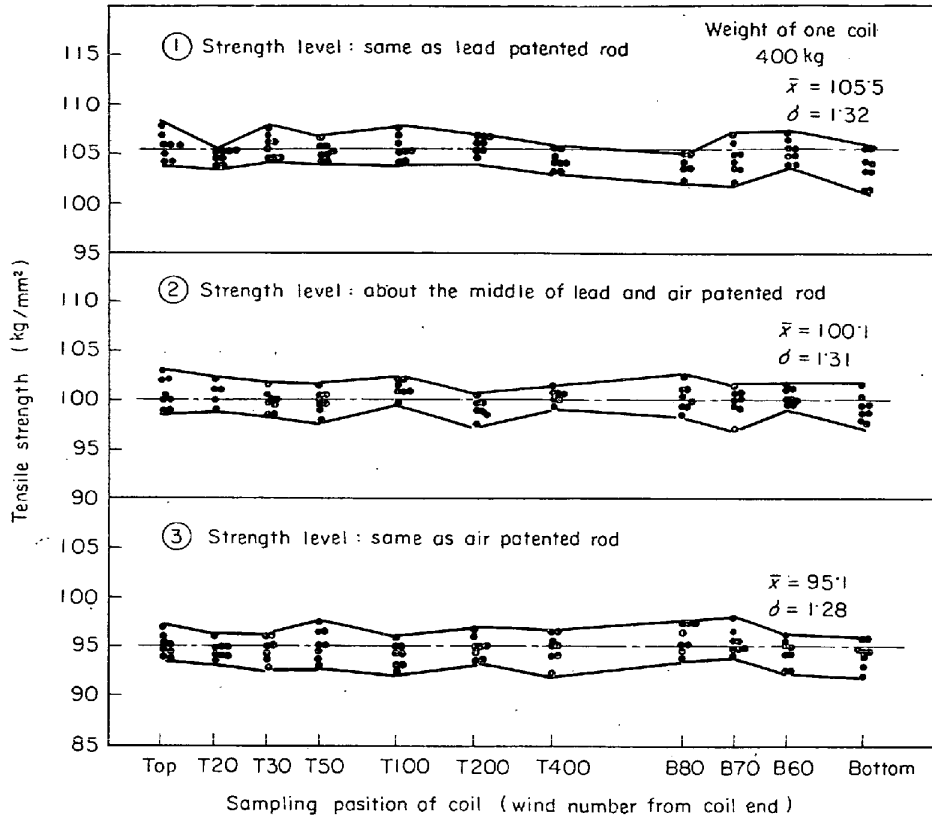 Tensile strength (kg/mm²)
115
110
105
100
95
① Strength level : same as lead patented rod
Weight of one coil
400 kg
x̄ = 105·5
σ = 1·32
110
105
100
95
90
② Strength level : about the middle of lead and air patented rod
x̄ = 100·1
σ = 1·31
105
100
95
90
85
③ Strength level : same as air patented rod
x̄ = 95·1
σ = 1·28
Top T20 T30 T50 T100 T200 T400 B80 B70 B60 Bottom
Sampling position of coil (wind number from coil end)